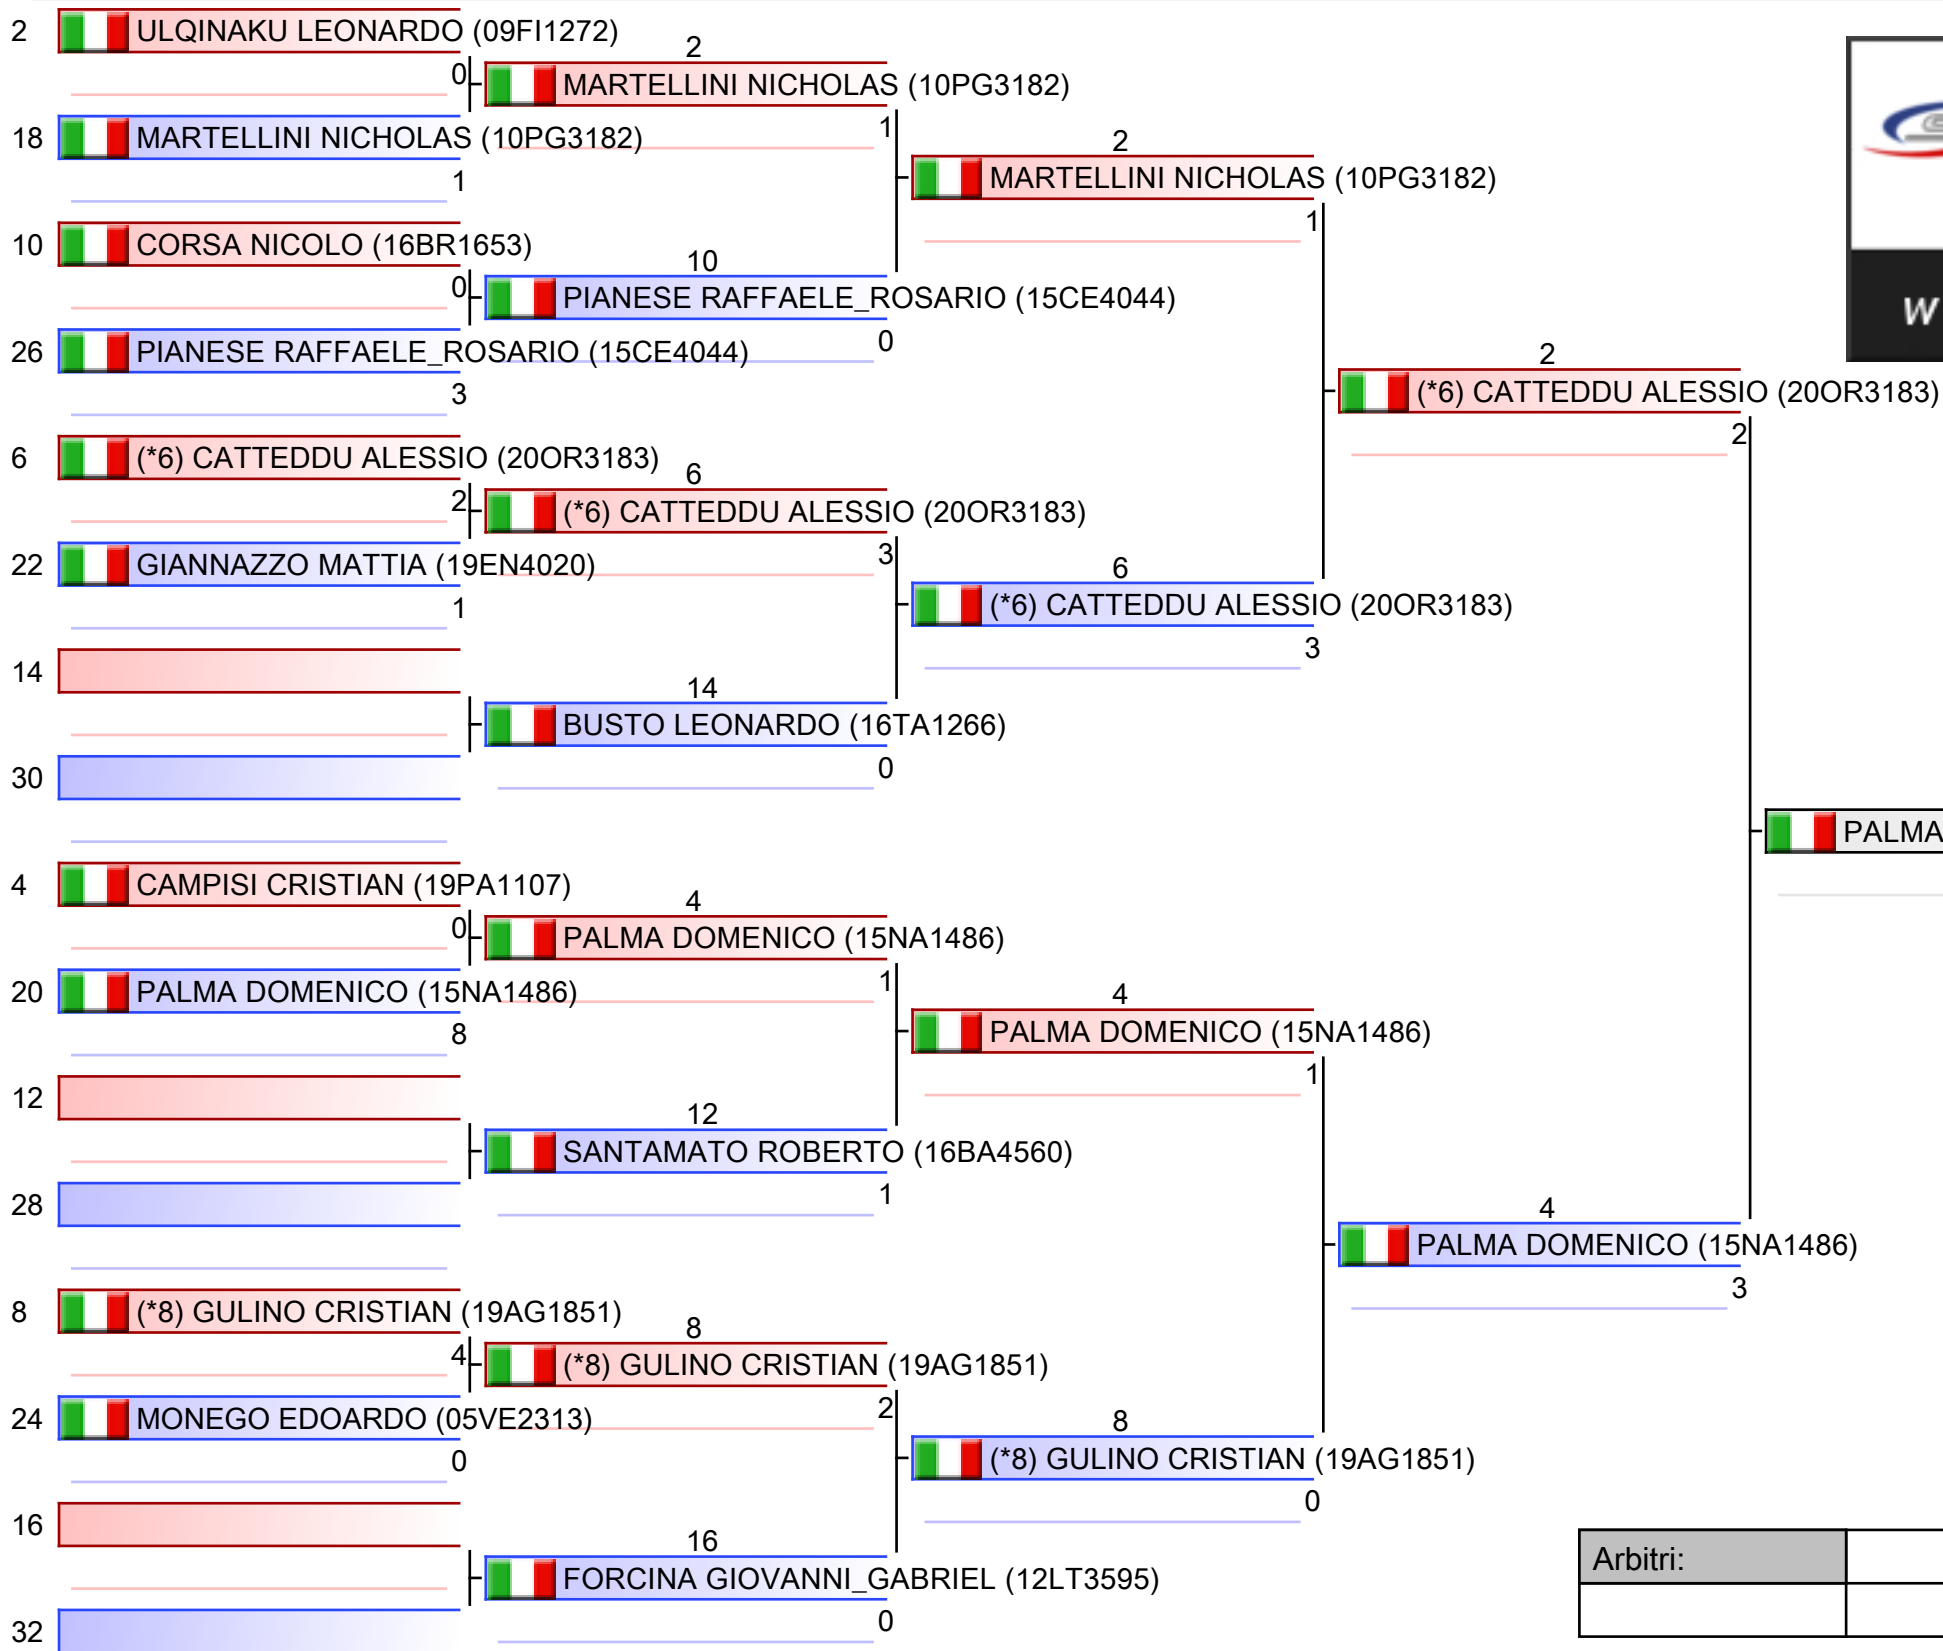 2 ULQINAKU LEONARDO (09FI1272)
0
18 MARTELLINI NICHOLAS (10PG3182)
1
10 CORSA NICOLO (16BR1653)
0
26 PIANESE RAFFAELE_ROSARIO (15CE4044)
3
6 (*6) CATTEDDU ALESSIO (20OR3183)
2
22 GIANNAZZO MATTIA (19EN4020)
1
14
30
4 CAMPISI CRISTIAN (19PA1107)
0
20 PALMA DOMENICO (15NA1486)
8
12
28
8 (*8) GULINO CRISTIAN (19AG1851)
4
24 MONEGO EDOARDO (05VE2313)
0
16
32
2
MARTELLINI NICHOLAS (10PG3182)
1
10
PIANESE RAFFAELE_ROSARIO (15CE4044)
0
6
(*6) CATTEDDU ALESSIO (20OR3183)
3
14
BUSTO LEONARDO (16TA1266)
0
4
PALMA DOMENICO (15NA1486)
1
12
SANTAMATO ROBERTO (16BA4560)
1
8
(*8) GULINO CRISTIAN (19AG1851)
2
16
FORCINA GIOVANNI_GABRIEL (12LT3595)
0
2
MARTELLINI NICHOLAS (10PG3182)
1
6
(*6) CATTEDDU ALESSIO (20OR3183)
3
4
PALMA DOMENICO (15NA1486)
1
8
(*8) GULINO CRISTIAN (19AG1851)
0
2
(*6) CATTEDDU ALESSIO (20OR3183)
2
4
PALMA DOMENICO (15NA1486)
3
PALMA
W
Arbitri: